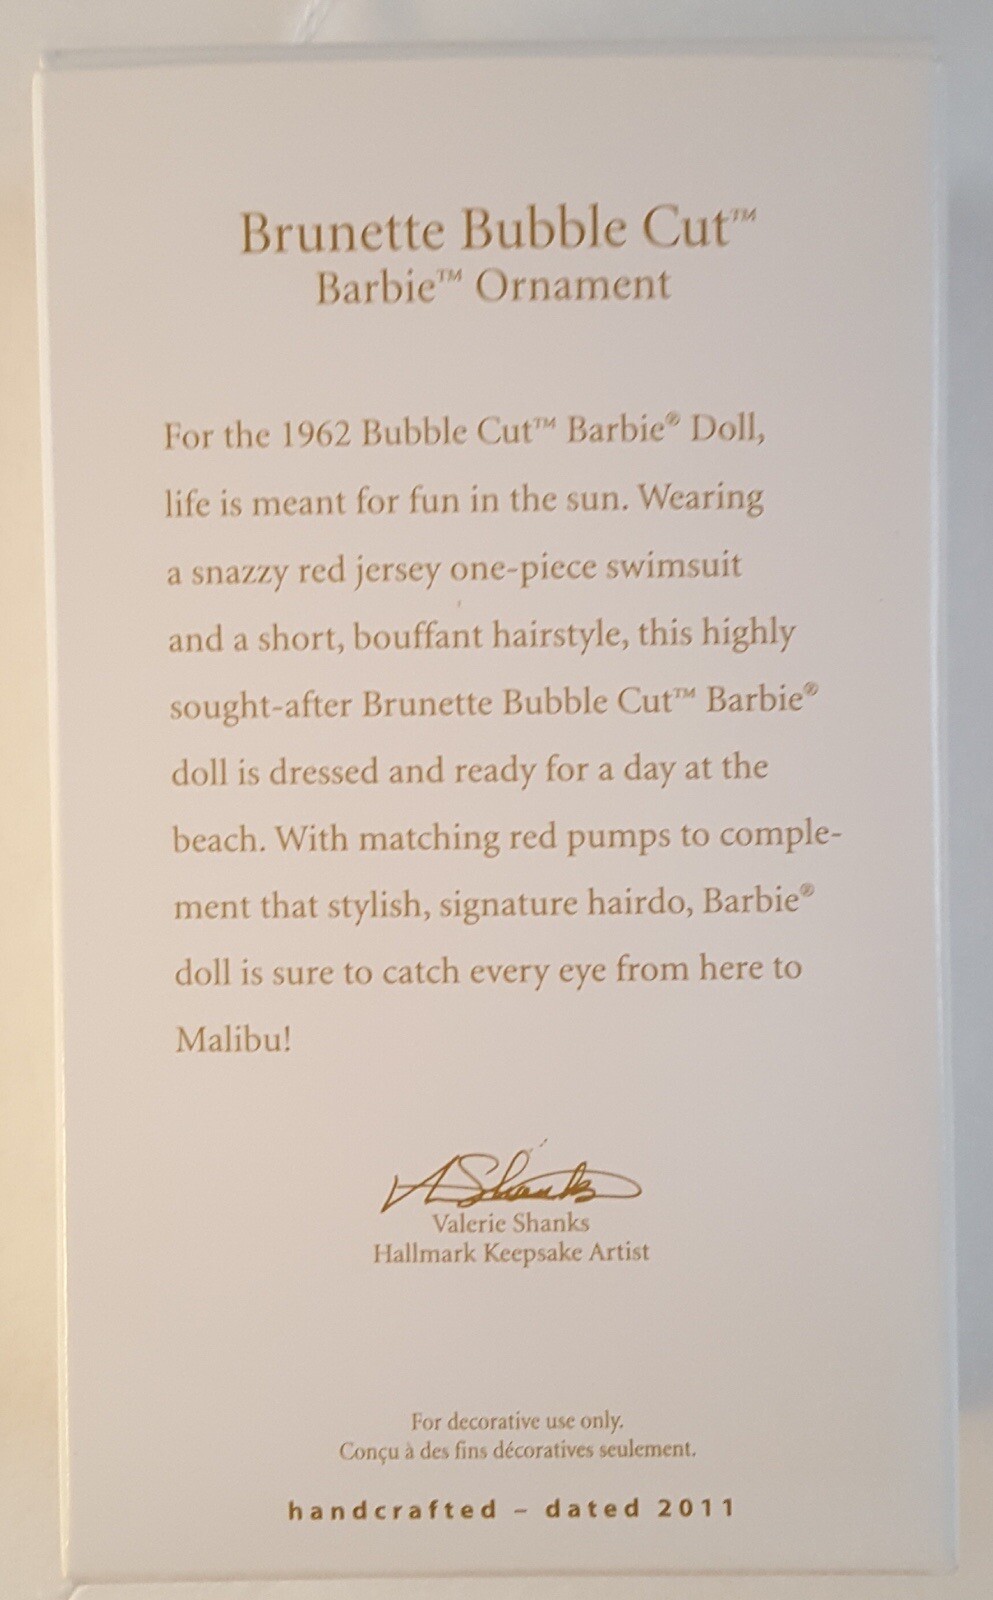 Brunette Bubble Cut™
Barbie™ Ornament
For the 1962 Bubble Cut™ Barbie® Doll,
life is meant for fun in the sun. Wearing
a snazzy red jersey one-piece swimsuit
and a short, bouffant hairstyle, this highly
sought-after Brunette Bubble Cut™ Barbie®
doll is dressed and ready for a day at the
beach. With matching red pumps to comple-
ment that stylish, signature hairdo, Barbie®
doll is sure to catch every eye from here to
Malibu!
VAShanks
Valerie Shanks
Hallmark Keepsake Artist
For decorative use only.
Conçu à des fins décoratives seulement.
handcrafted – dated 2011